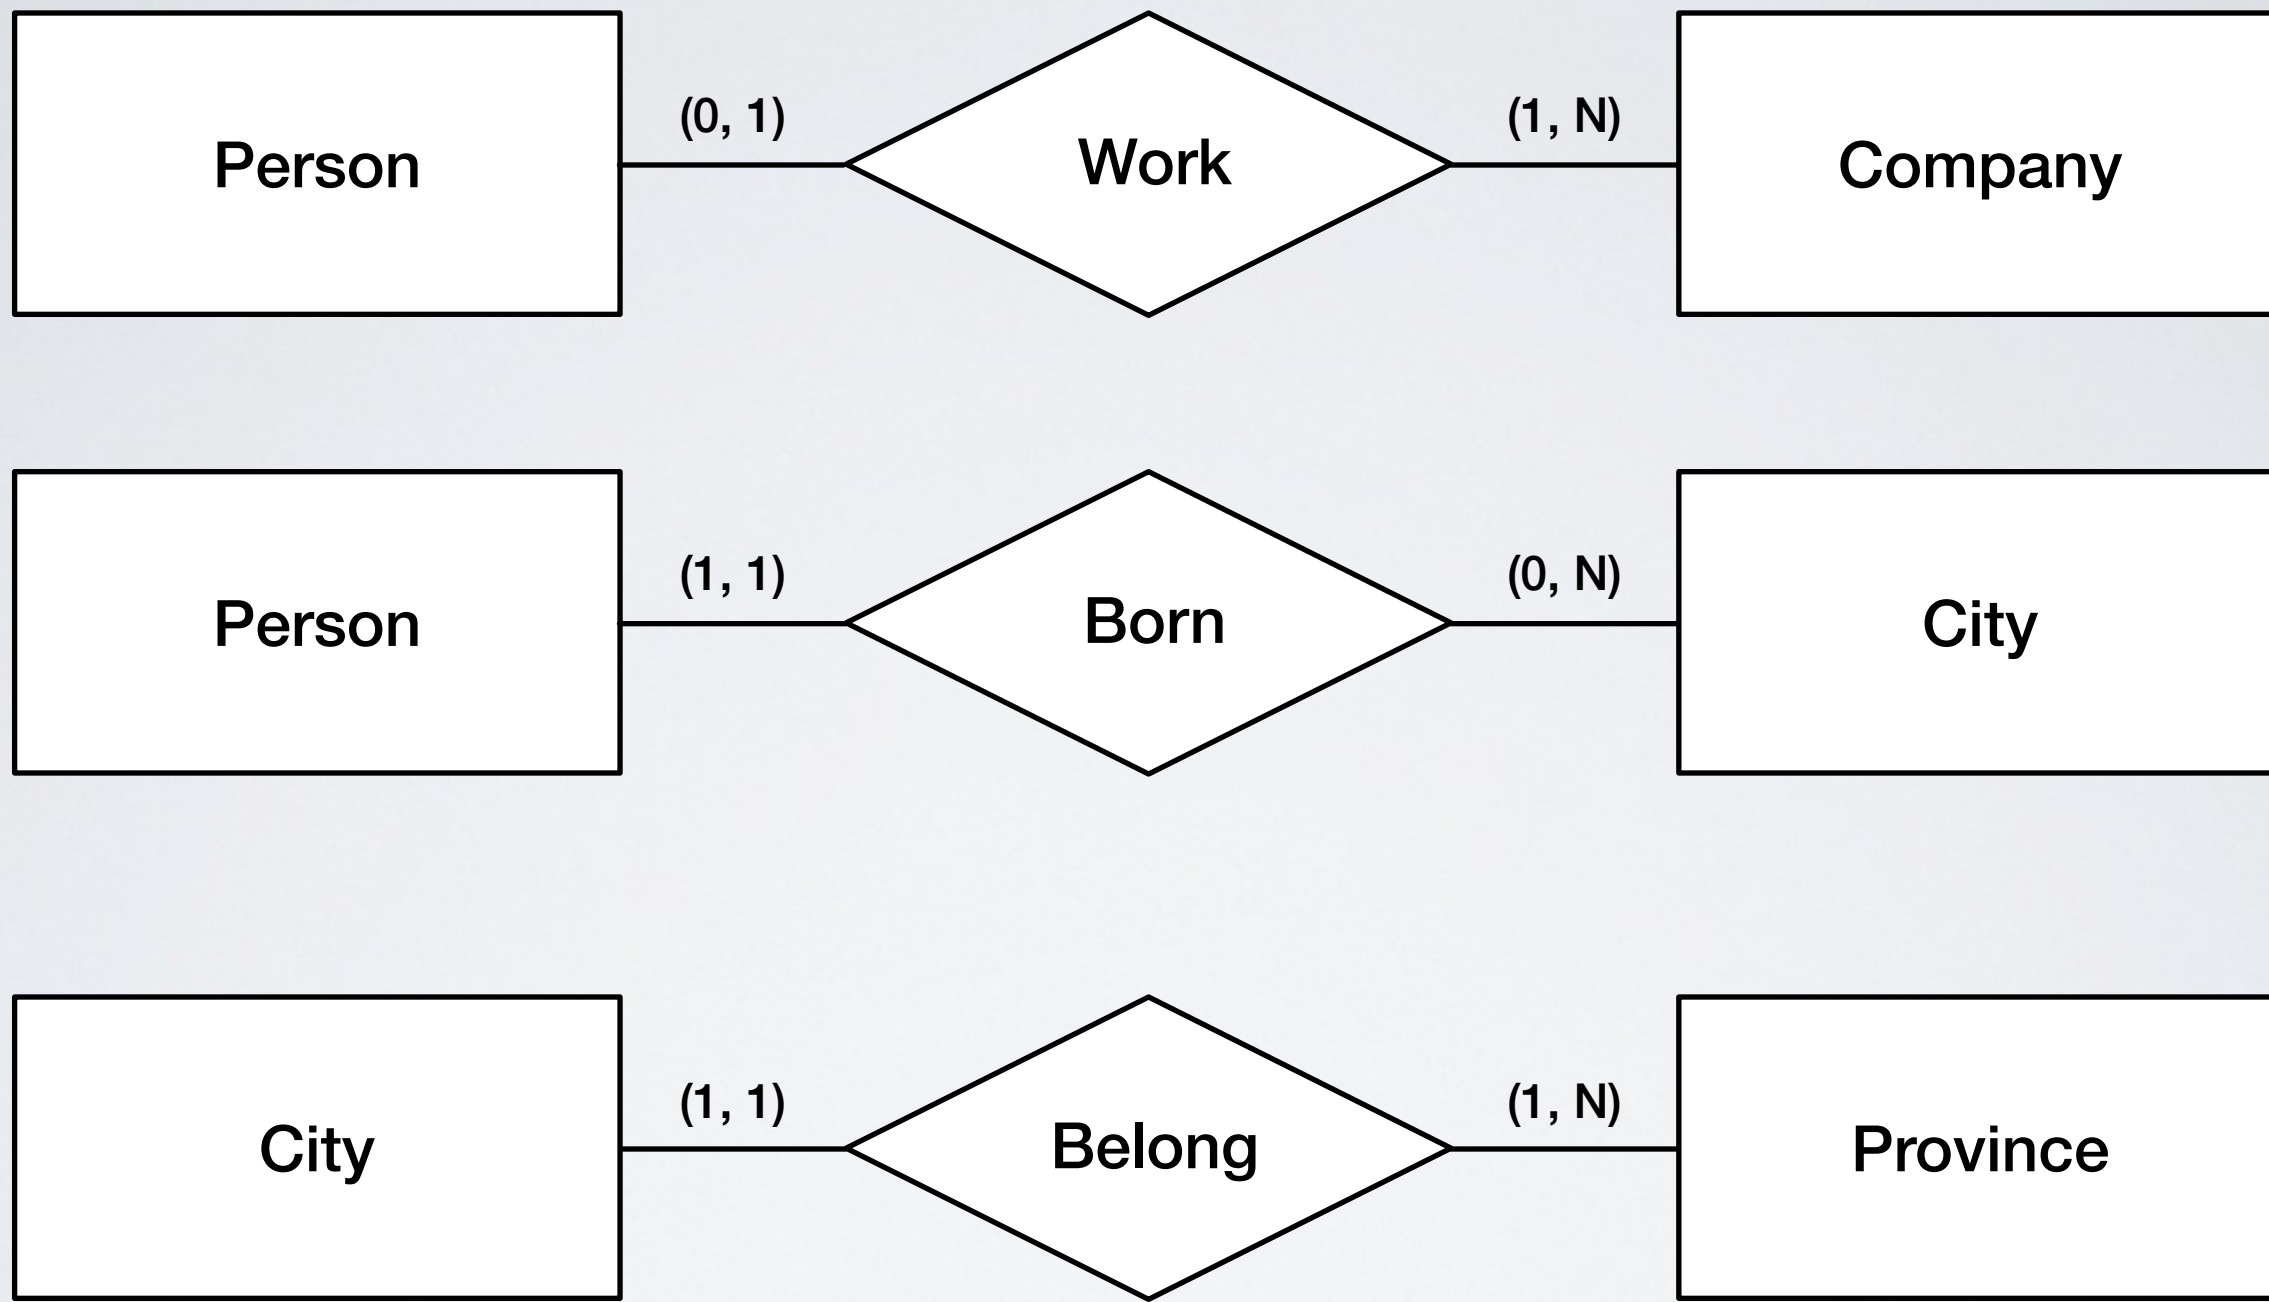 Person (0, 1) Work (1, N) Company
Person (1, 1) Born (0, N) City
City (1, 1) Belong (1, N) Province